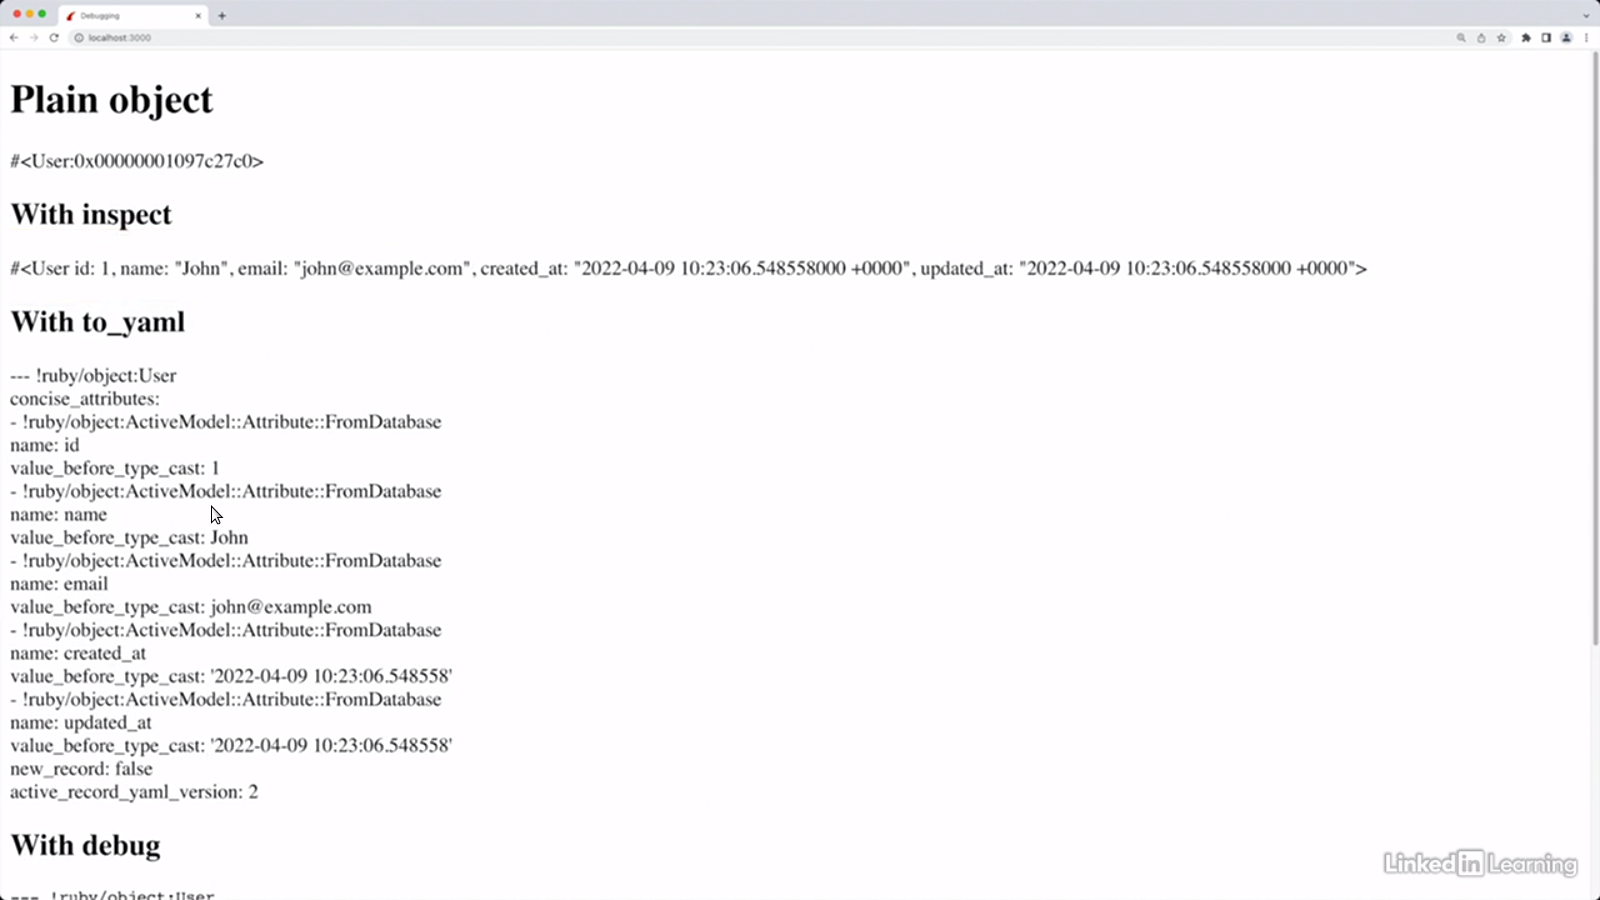 Debugging
localhost:3000
Plain object
#<User:0x00000001097c27c0>
With inspect
#<User id: 1, name: "John", email: "john@example.com", created_at: "2022-04-09 10:23:06.548558000 +0000", updated_at: "2022-04-09 10:23:06.548558000 +0000">
With to_yaml
--- !ruby/object:User
concise_attributes:
- !ruby/object:ActiveModel::Attribute::FromDatabase
name: id
value_before_type_cast: 1
- !ruby/object:ActiveModel::Attribute::FromDatabase
name: name
value_before_type_cast: John
- !ruby/object:ActiveModel::Attribute::FromDatabase
name: email
value_before_type_cast: john@example.com
- !ruby/object:ActiveModel::Attribute::FromDatabase
name: created_at
value_before_type_cast: '2022-04-09 10:23:06.548558'
- !ruby/object:ActiveModel::Attribute::FromDatabase
name: updated_at
value_before_type_cast: '2022-04-09 10:23:06.548558'
new_record: false
active_record_yaml_version: 2
With debug
--- !ruby/object:User
LinkedIn Learning